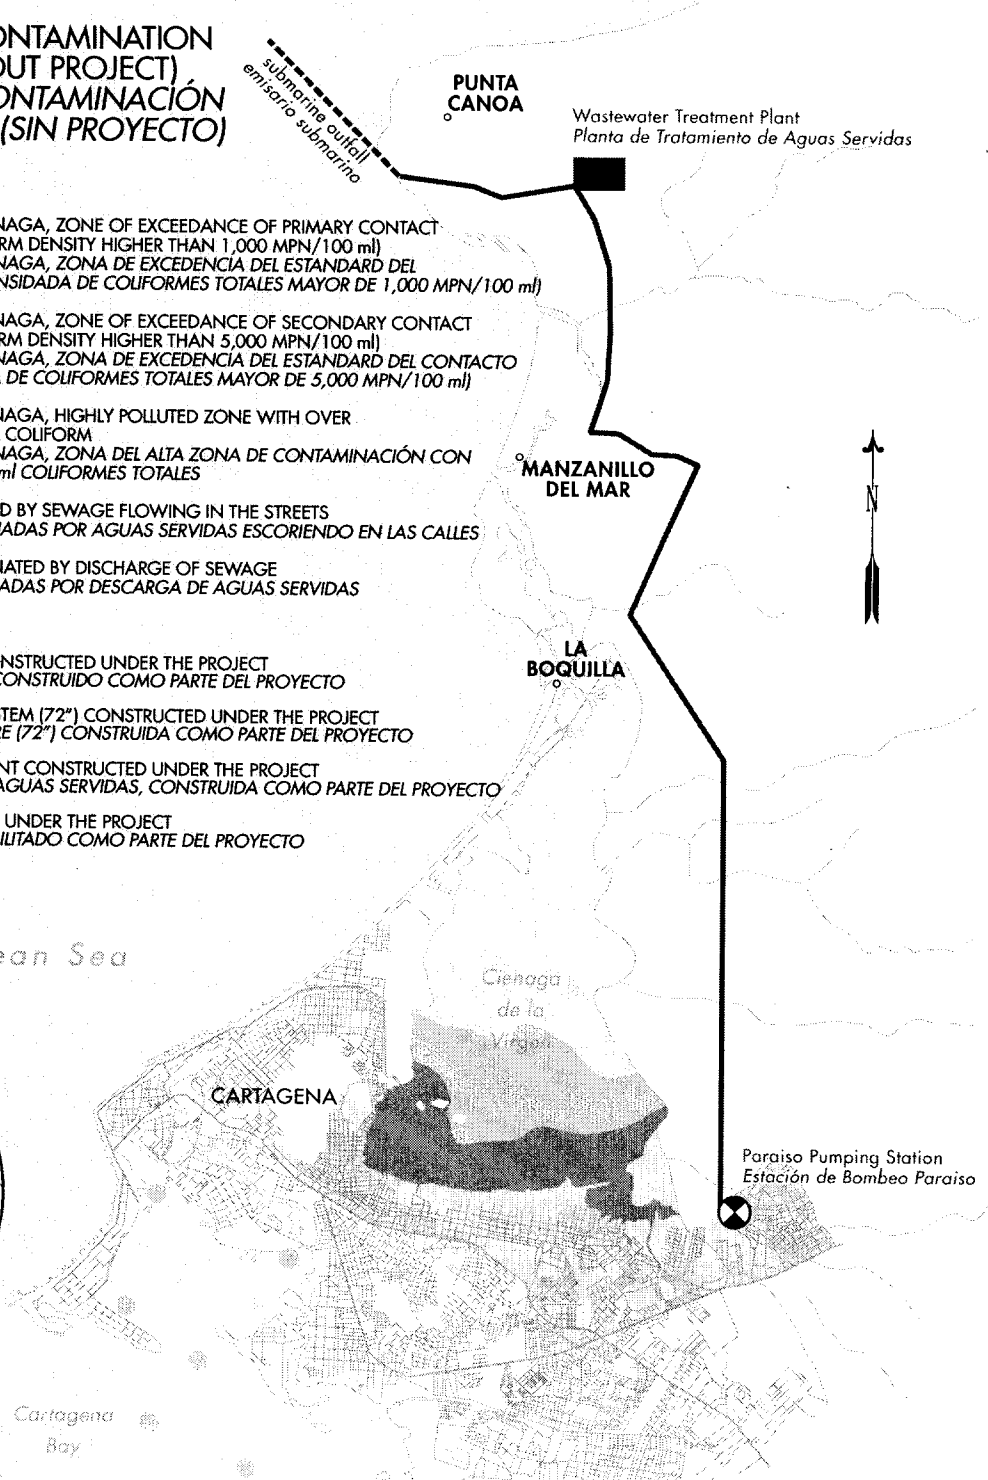 ONTAMINATION
OUT PROJECT)
ONTAMINACIÓN
(SIN PROYECTO)
submarine outfall
emisario submarino
PUNTA
CANOA
Wastewater Treatment Plant
Planta de Tratamiento de Aguas Servidas
NAGA, ZONE OF EXCEEDANCE OF PRIMARY CONTACT
RM DENSITY HIGHER THAN 1,000 MPN/100 ml)
NAGA, ZONA DE EXCEDENCIA DEL ESTANDARD DEL
NSIDADA DE COLIFORMES TOTALES MAYOR DE 1,000 MPN/100 ml)
NAGA, ZONE OF EXCEEDANCE OF SECONDARY CONTACT
RM DENSITY HIGHER THAN 5,000 MPN/100 ml)
NAGA, ZONA DE EXCEDENCIA DEL ESTANDARD DEL CONTACTO
DE COLIFORMES TOTALES MAYOR DE 5,000 MPN/100 ml)
NAGA, HIGHLY POLLUTED ZONE WITH OVER
COLIFORM
NAGA, ZONA DEL ALTA ZONA DE CONTAMINACIÓN CON
ml COLIFORMES TOTALES
D BY SEWAGE FLOWING IN THE STREETS
ADAS POR AGUAS SERVIDAS ESCORIENDO EN LAS CALLES
IATED BY DISCHARGE OF SEWAGE
ADAS POR DESCARGA DE AGUAS SERVIDAS
MANZANILLO
DEL MAR
N
LA
BOQUILLA
NSTRUCTED UNDER THE PROJECT
CONSTRUIDO COMO PARTE DEL PROYECTO
STEM (72") CONSTRUCTED UNDER THE PROJECT
RE (72") CONSTRUIDA COMO PARTE DEL PROYECTO
NT CONSTRUCTED UNDER THE PROJECT
AGUAS SERVIDAS, CONSTRUIDA COMO PARTE DEL PROYECTO
UNDER THE PROJECT
ILITADO COMO PARTE DEL PROYECTO
ean Sea
Cienaga
de la
Virgen
CARTAGENA
Paraiso Pumping Station
Estación de Bombeo Paraiso
Cartagena
Bay